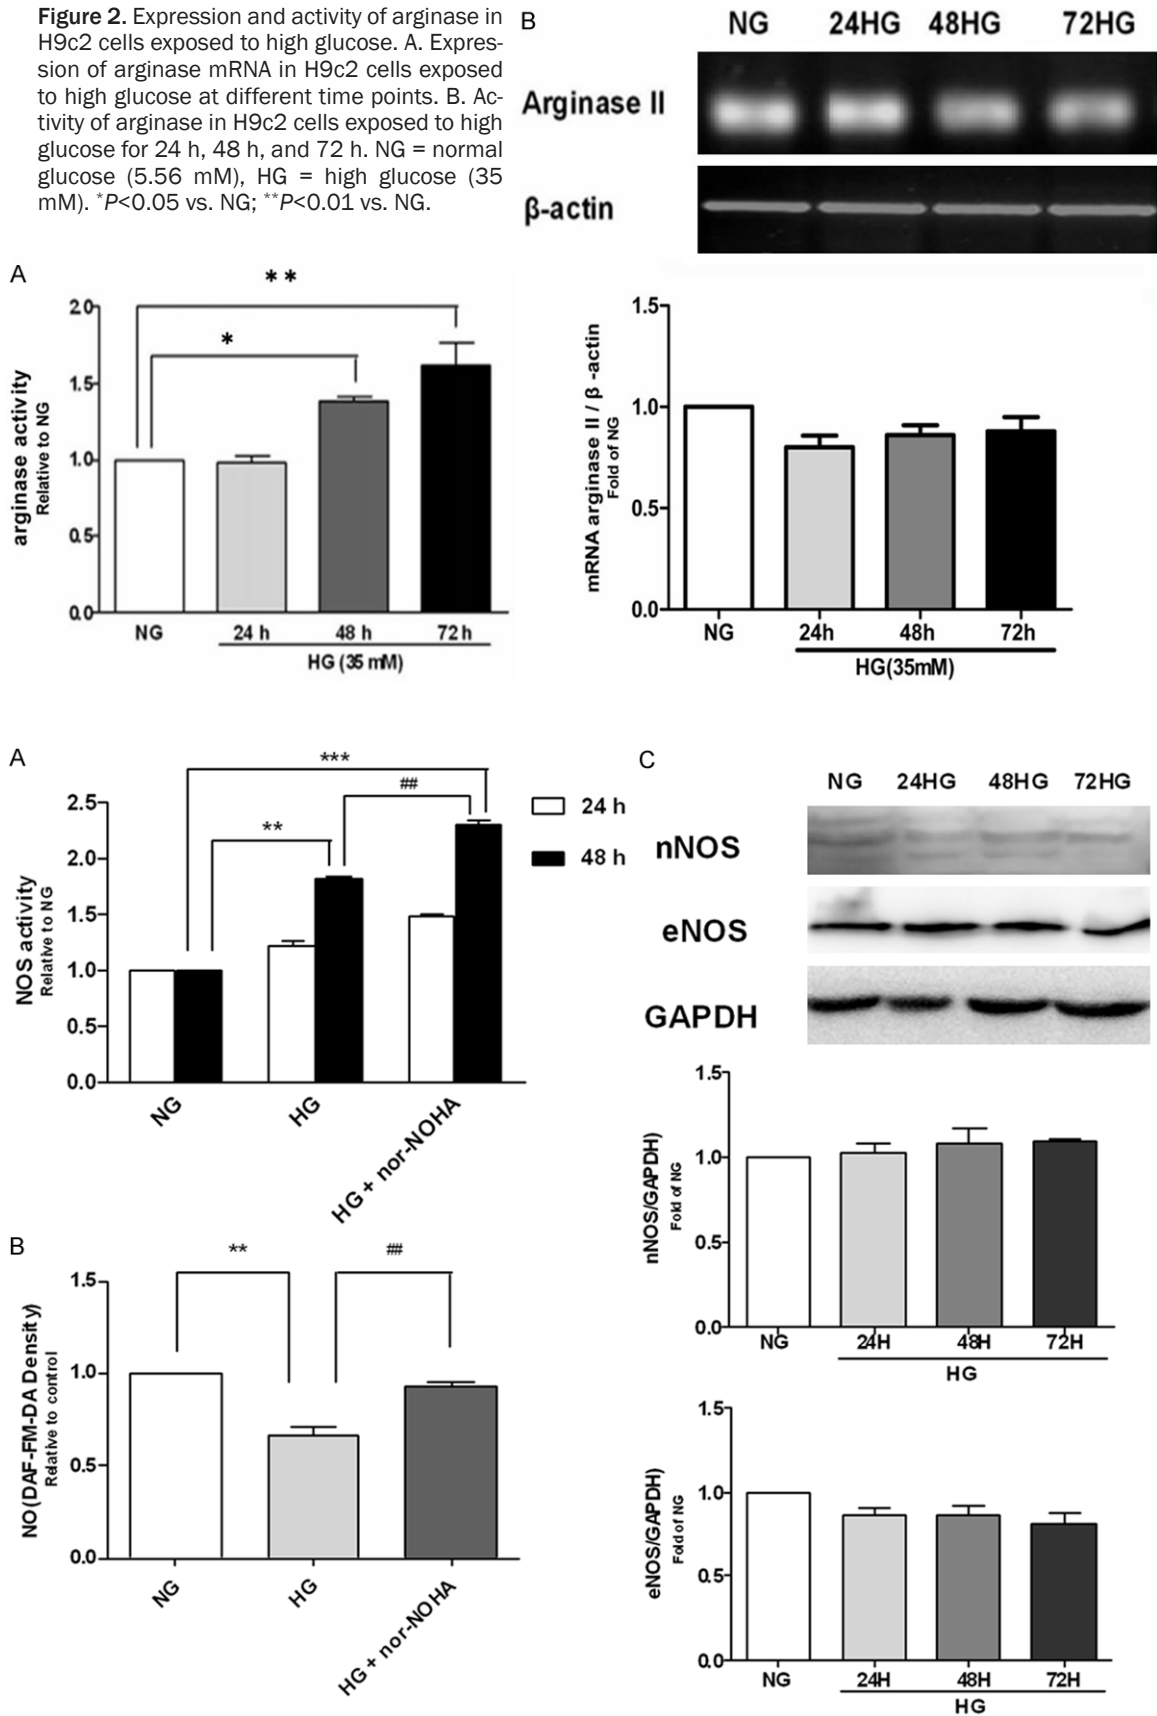 Figure 2. Expression and activity of arginase in
H9c2 cells exposed to high glucose. A. Expres-
sion of arginase mRNA in H9c2 cells exposed
to high glucose at different time points. B. Ac-
tivity of arginase in H9c2 cells exposed to high
glucose for 24 h, 48 h, and 72 h. NG = normal
glucose (5.56 mM), HG = high glucose (35
mM). *P<0.05 vs. NG; **P<0.01 vs. NG.
B
NG 24HG 48HG 72HG
Arginase II
β-actin
A
**
*
arginase activity
Relative to NG
2.0
1.5
1.0
0.5
0.0
NG 24 h 48 h 72 h
HG (35 mM)
mRNA arginase II / β -actin
Fold of NG
1.5
1.0
0.5
0.0
NG 24h 48h 72h
HG(35mM)
A
***
##
**
NOS activity
Relative to NG
2.5
2.0
1.5
1.0
0.5
0.0
24 h
48 h
NG HG HG + nor-NOHA
B
** ##
NO(DAF-FM-DA Density)
Relative to control
1.5
1.0
0.5
0.0
NG HG HG + nor-NOHA
C
NG 24HG 48HG 72HG
nNOS
eNOS
GAPDH
nNOS/GAPDH)
Fold of NG
1.5
1.0
0.5
0.0
NG 24H 48H 72H
HG
eNOS/GAPDH)
Fold of NG
1.5
1.0
0.5
0.0
NG 24H 48H 72H
HG